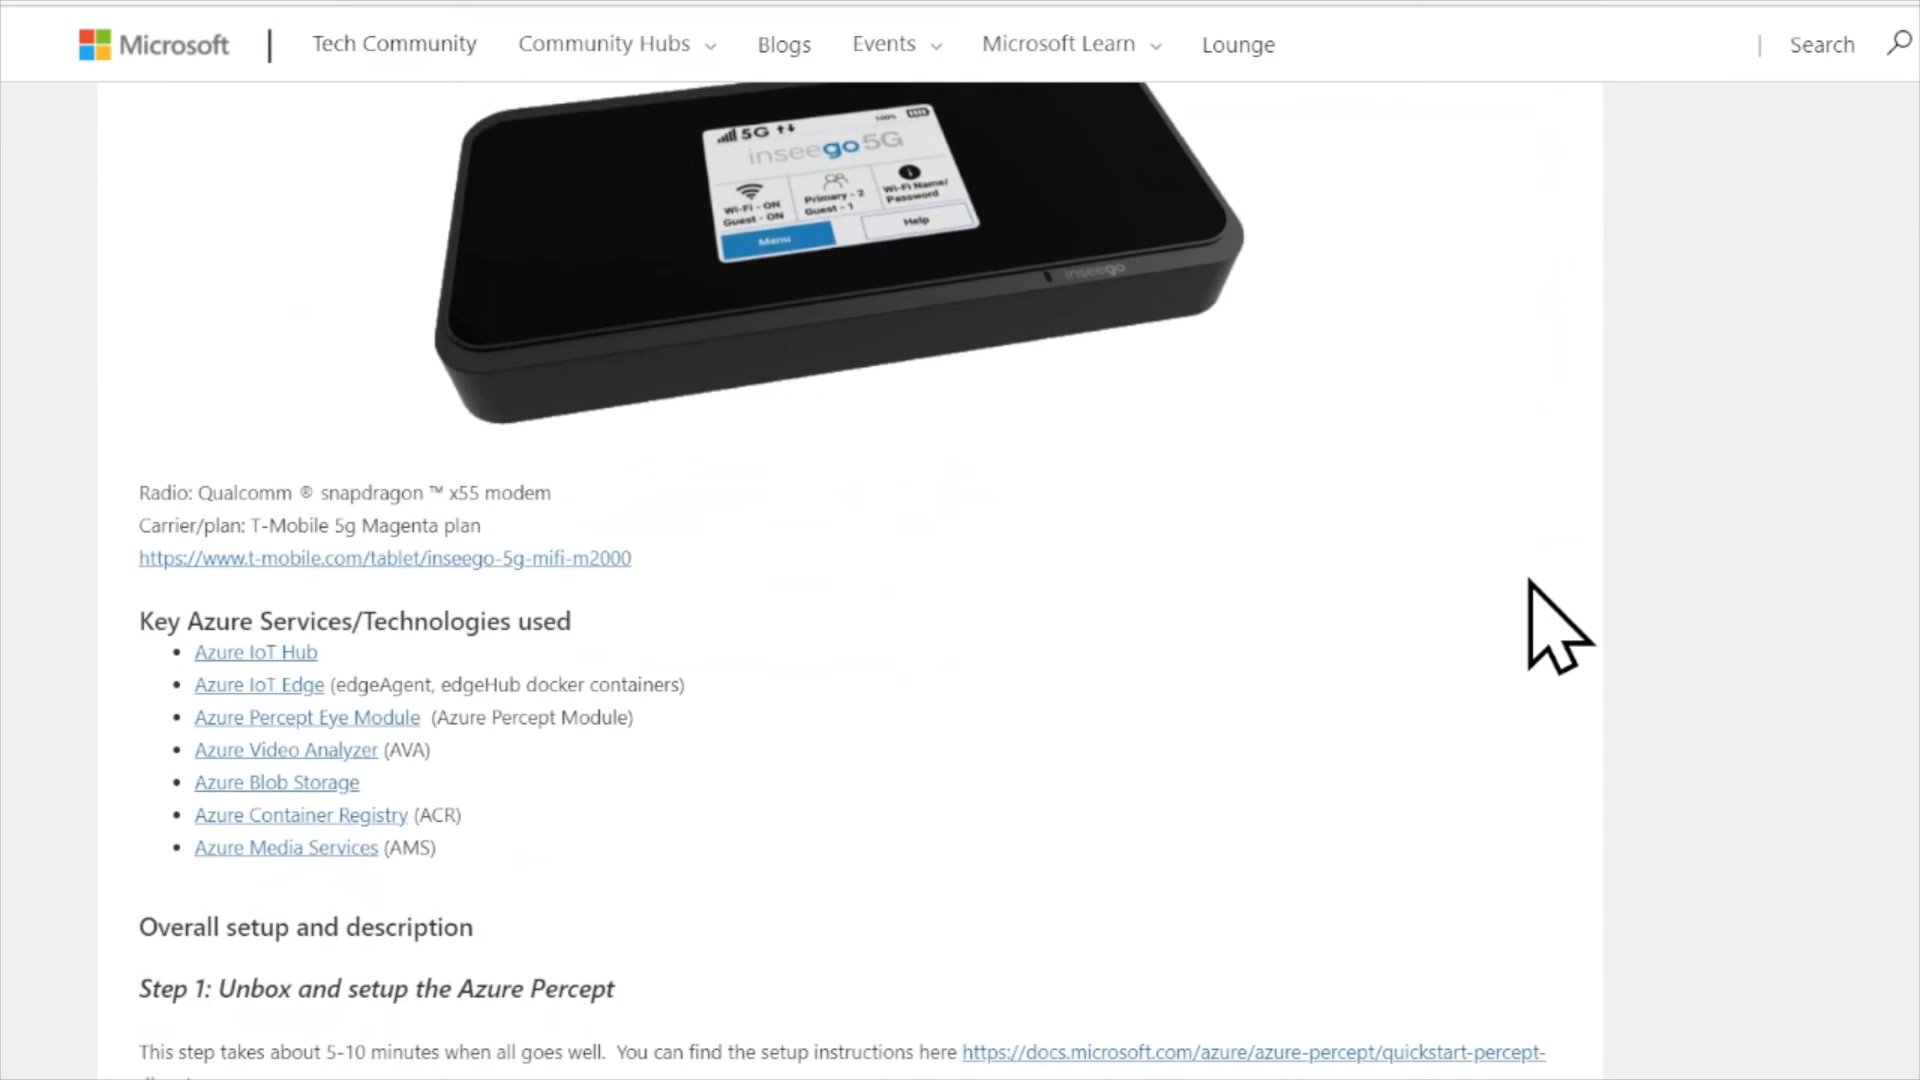 Microsoft | Tech Community Community Hubs Blogs Events Microsoft Learn Lounge | Search
5G 100%
inseego 5G
Wi-Fi - ON Primary - 2 Wi-Fi Name/
Guest - ON Guest - 1 Password
Menu Help
inseego
Radio: Qualcomm ® snapdragon ™ x55 modem
Carrier/plan: T-Mobile 5g Magenta plan
https://www.t-mobile.com/tablet/inseego-5g-mifi-m2000
Key Azure Services/Technologies used
• Azure IoT Hub
• Azure IoT Edge (edgeAgent, edgeHub docker containers)
• Azure Percept Eye Module (Azure Percept Module)
• Azure Video Analyzer (AVA)
• Azure Blob Storage
• Azure Container Registry (ACR)
• Azure Media Services (AMS)
Overall setup and description
Step 1: Unbox and setup the Azure Percept
This step takes about 5-10 minutes when all goes well. You can find the setup instructions here https://docs.microsoft.com/azure/azure-percept/quickstart-percept-